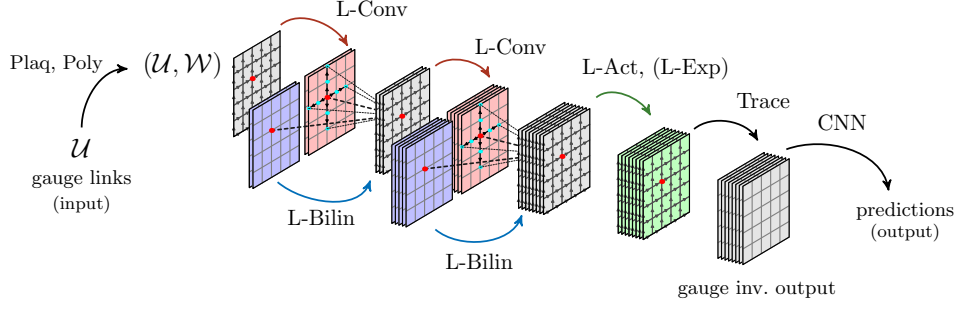 L-Conv
L-Conv
Plaq, Poly
(𝒰, 𝒲)
L-Act, (L-Exp)
Trace
CNN
𝒰
gauge links
(input)
L-Bilin
L-Bilin
predictions
(output)
gauge inv. output